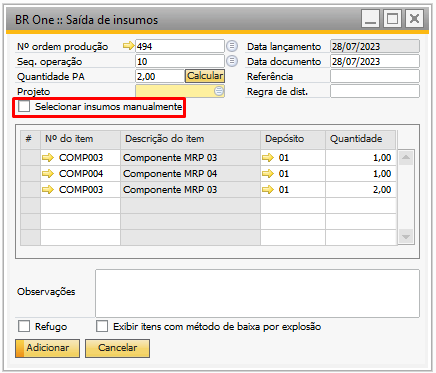 BR One :: Saída de insumos
Nº ordem produção 494 Data lançamento 28/07/2023
Seq. operação 10 Data documento 28/07/2023
Quantidade PA 2,00 Calcular Referência
Projeto Regra de dist.
Selecionar insumos manualmente
# Nº do item Descrição do item Depósito Quantidade
COMP003 Componente MRP 03 01 1,00
COMP004 Componente MRP 04 01 1,00
COMP003 Componente MRP 03 01 2,00
Observações
Refugo Exibir itens com método de baixa por explosão
Adicionar Cancelar